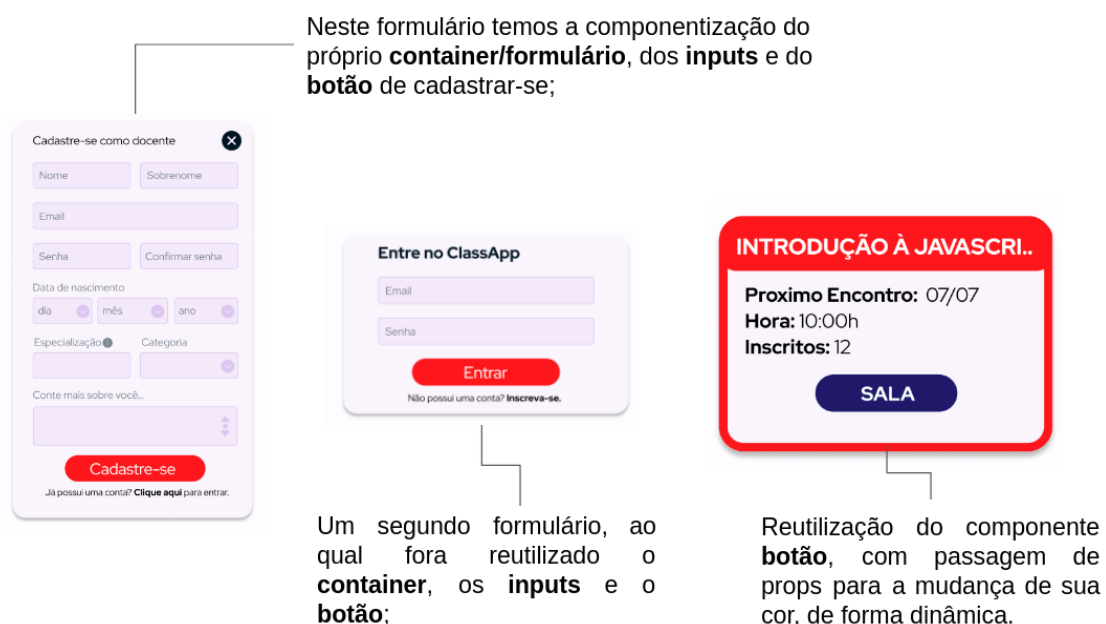 Neste formulário temos a componentização do
próprio container/formulário, dos inputs e do
botão de cadastrar-se;
Cadastre-se como docente
Nome
Sobrenome
Email
Senha
Confirmar senha
Data de nascimento
dia
mês
ano
Especialização
Categoria
Conte mais sobre você...
Cadastre-se
Já possui uma conta? Clique aqui para entrar.
Entre no ClassApp
Email
Senha
Entrar
Não possui uma conta? Inscreva-se.
Um segundo formulário, ao
qual fora reutilizado o
container, os inputs e o
botão;
INTRODUÇÃO À JAVASCRI..
Proximo Encontro: 07/07
Hora: 10:00h
Inscritos: 12
SALA
Reutilização do componente
botão, com passagem de
props para a mudança de sua
cor, de forma dinâmica.